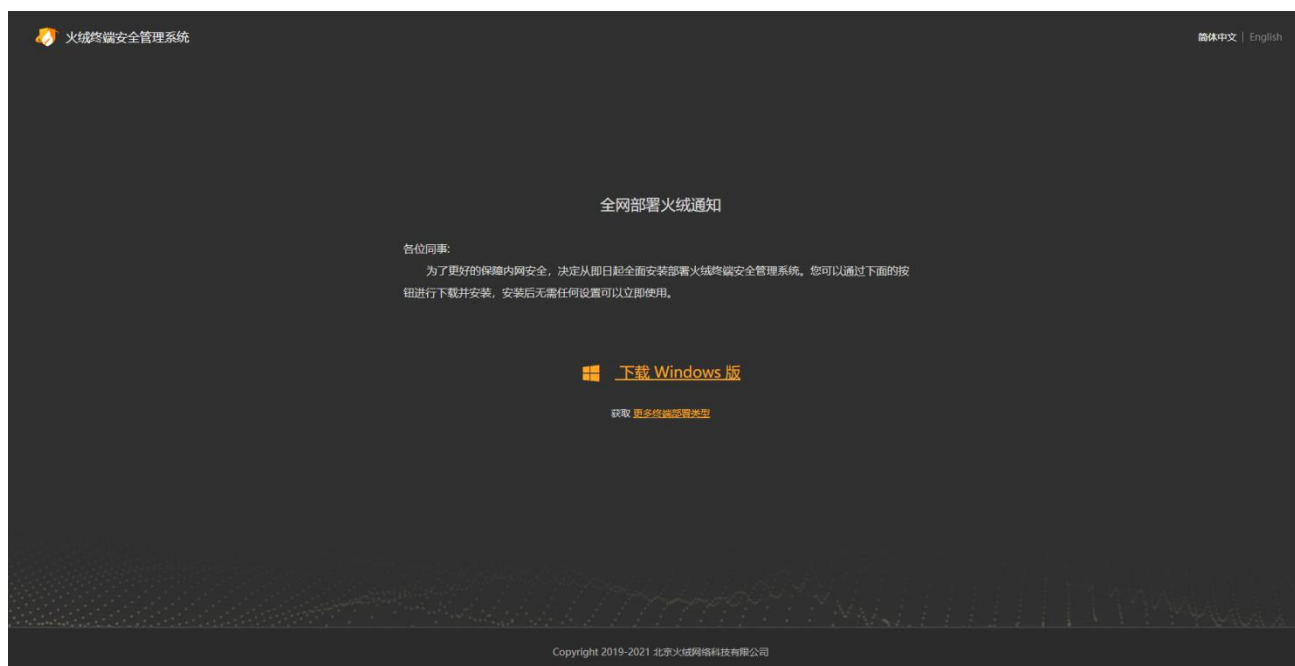 火绒终端安全管理系统
简体中文 | English
全网部署火绒通知
各位同事:
为了更好的保障内网安全，决定从即日起全面安装部署火绒终端安全管理系统。您可以通过下面的按
钮进行下载并安装，安装后无需任何设置可以立即使用。
下载 Windows 版
获取 更多终端部署类型
Copyright 2019-2021 北京火绒网络科技有限公司